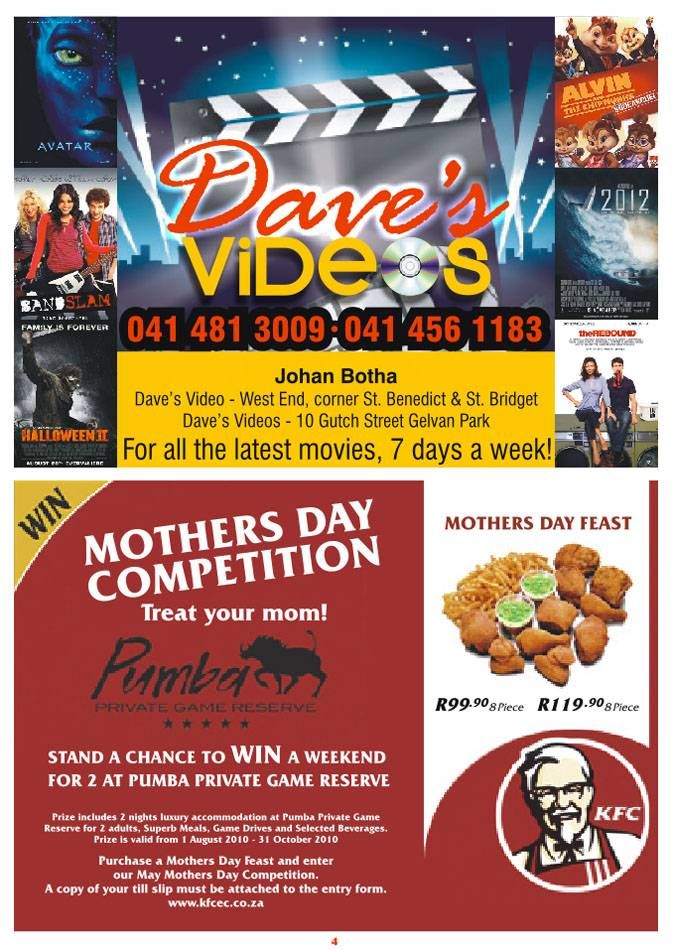 AVATAR
BANDSLAM
FAMILY IS FOREVER
HALLOWEEN II
ALVIN
AND
THE CHIPMUNKS
2012
theREBOUND
Dave's
ViDeOS
041 481 3009 : 041 456 1183
Johan Botha
Dave's Video - West End, corner St. Benedict & St. Bridget
Dave's Videos - 10 Gutch Street Gelvan Park
For all the latest movies, 7 days a week!
WIN
MOTHERS DAY
COMPETITION
Treat your mom!
Pumba
PRIVATE GAME RESERVE
STAND A CHANCE TO WIN A WEEKEND
FOR 2 AT PUMBA PRIVATE GAME RESERVE
Prize includes 2 nights luxury accommodation at Pumba Private Game
Reserve for 2 adults, Superb Meals, Game Drives and Selected Beverages.
Prize is valid from 1 August 2010 - 31 October 2010
Purchase a Mothers Day Feast and enter
our May Mothers Day Competition.
A copy of your till slip must be attached to the entry form.
www.kfcec.co.za
MOTHERS DAY FEAST
R99.90 8 Piece R119.90 8 Piece
KFC
4